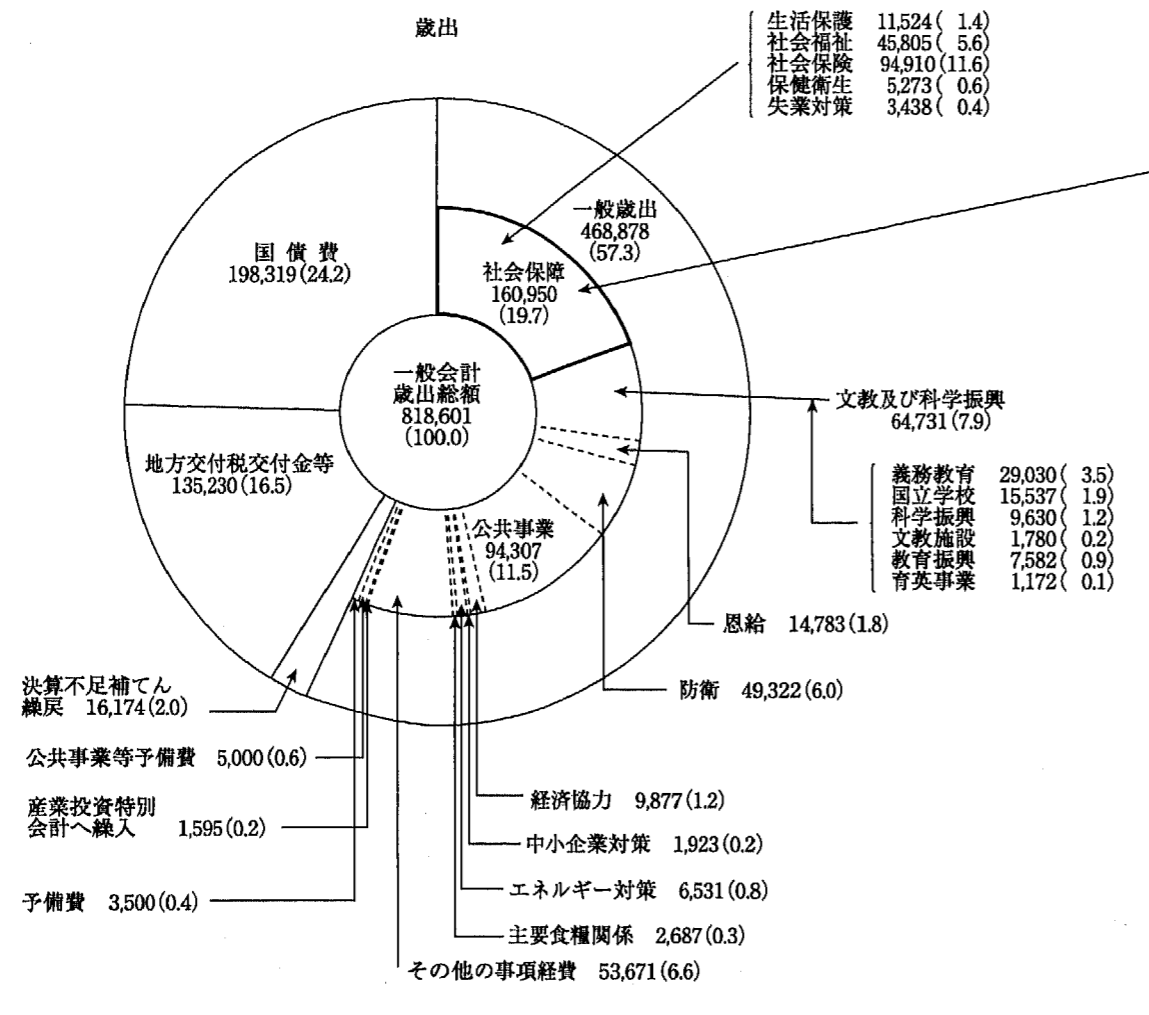 歳出
生活保護 11,524( 1.4)
社会福祉 45,805( 5.6)
社会保険 94,910(11.6)
保健衛生 5,273( 0.6)
失業対策 3,438( 0.4)
一般歳出
468,878
(57.3)
国債費
198,319(24.2)
社会保障
160,950
(19.7)
一般会計
歳出総額
818,601
(100.0)
文教及び科学振興
64,731(7.9)
地方交付税交付金等
135,230(16.5)
義務教育 29,030( 3.5)
国立学校 15,537( 1.9)
科学振興 9,630( 1.2)
文教施設 1,780( 0.2)
教育振興 7,582( 0.9)
育英事業 1,172( 0.1)
公共事業
94,307
(11.5)
恩給 14,783(1.8)
防衛 49,322(6.0)
決算不足補てん
繰戻 16,174(2.0)
公共事業等予備費 5,000(0.6)
産業投資特別
会計へ繰入 1,595(0.2)
予備費 3,500(0.4)
経済協力 9,877(1.2)
中小企業対策 1,923(0.2)
エネルギー対策 6,531(0.8)
主要食糧関係 2,687(0.3)
その他の事項経費 53,671(6.6)